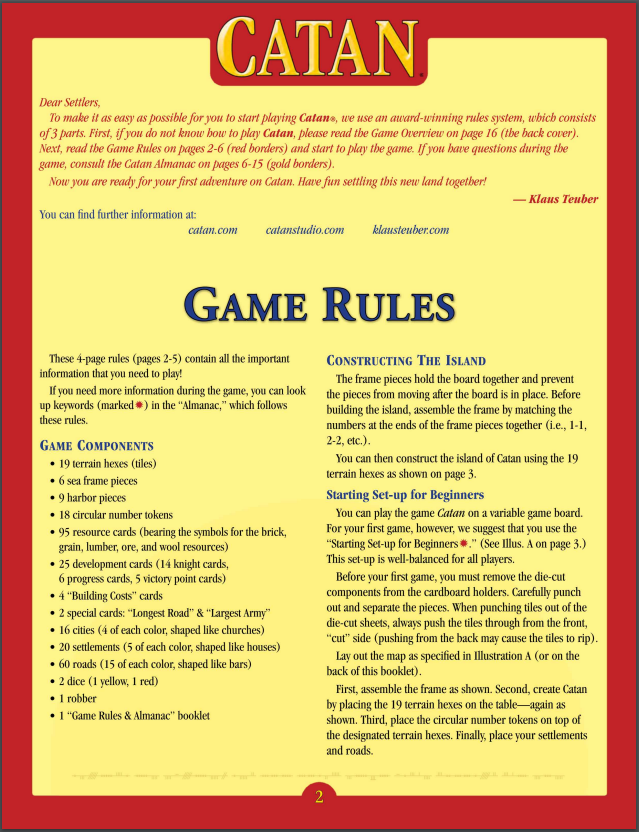 CATAN®
Dear Settlers,
To make it as easy as possible for you to start playing Catan®, we use an award-winning rules system, which consists
of 3 parts. First, if you do not know how to play Catan, please read the Game Overview on page 16 (the back cover).
Next, read the Game Rules on pages 2-6 (red borders) and start to play the game. If you have questions during the
game, consult the Catan Almanac on pages 6-15 (gold borders).
Now you are ready for your first adventure on Catan. Have fun settling this new land together!
— Klaus Teuber
You can find further information at:
catan.com catanstudio.com klausteuber.com
GAME RULES
These 4-page rules (pages 2-5) contain all the important
information that you need to play!
If you need more information during the game, you can look
up keywords (marked✹) in the “Almanac,” which follows
these rules.
GAME COMPONENTS
• 19 terrain hexes (tiles)
• 6 sea frame pieces
• 9 harbor pieces
• 18 circular number tokens
• 95 resource cards (bearing the symbols for the brick,
grain, lumber, ore, and wool resources)
• 25 development cards (14 knight cards,
6 progress cards, 5 victory point cards)
• 4 “Building Costs” cards
• 2 special cards: “Longest Road” & “Largest Army”
• 16 cities (4 of each color, shaped like churches)
• 20 settlements (5 of each color, shaped like houses)
• 60 roads (15 of each color, shaped like bars)
• 2 dice (1 yellow, 1 red)
• 1 robber
• 1 “Game Rules & Almanac” booklet
CONSTRUCTING THE ISLAND
The frame pieces hold the board together and prevent
the pieces from moving after the board is in place. Before
building the island, assemble the frame by matching the
numbers at the ends of the frame pieces together (i.e., 1-1,
2-2, etc.).
You can then construct the island of Catan using the 19
terrain hexes as shown on page 3.
Starting Set-up for Beginners
You can play the game Catan on a variable game board.
For your first game, however, we suggest that you use the
“Starting Set-up for Beginners✹.” (See Illus. A on page 3.)
This set-up is well-balanced for all players.
Before your first game, you must remove the die-cut
components from the cardboard holders. Carefully punch
out and separate the pieces. When punching tiles out of the
die-cut sheets, always push the tiles through from the front,
“cut” side (pushing from the back may cause the tiles to rip).
Lay out the map as specified in Illustration A (or on the
back of this booklet).
First, assemble the frame as shown. Second, create Catan
by placing the 19 terrain hexes on the table—again as
shown. Third, place the circular number tokens on top of
the designated terrain hexes. Finally, place your settlements
and roads.
2